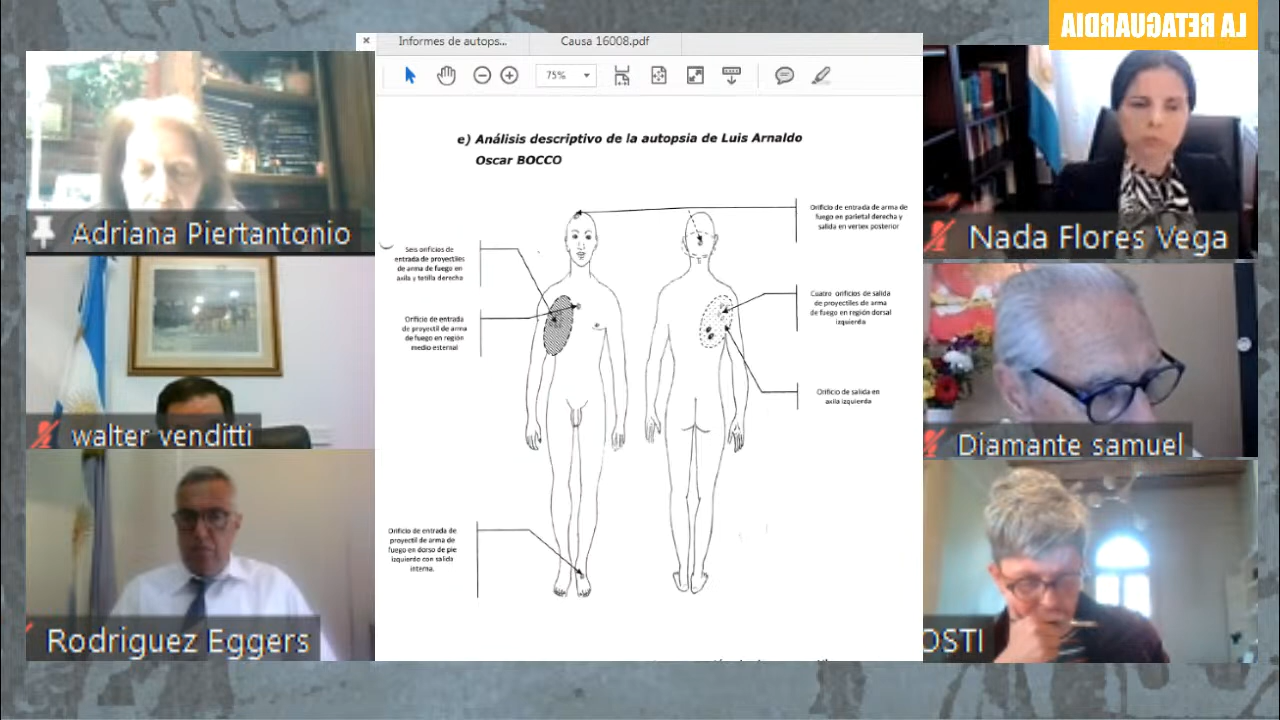 LA RETAGUARDIA
Informes de autops...
Causa 16008.pdf
75%
e) Análisis descriptivo de la autopsia de Luis Arnaldo
Oscar BOCCO
Orificio de entrada de arma de
fuego en parietal derecha y
salida en vertex posterior
Seis orificios de
entrada de proyectiles
de arma de fuego en
axila y tetilla derecha
Orificio de entrada
de proyectil de arma
de fuego en región
medio esternal
Cuatro orificios de salida
de proyectiles de arma
de fuego en región dorsal
izquierda
Orificio de salida en
axila izquierda
Orificio de entrada de
proyectil de arma de
fuego en dorso de pie
izquierdo con salida
interna.
Adriana Piertantonio
walter venditti
Rodriguez Eggers
Nada Flores Vega
Diamante samuel
OSTI